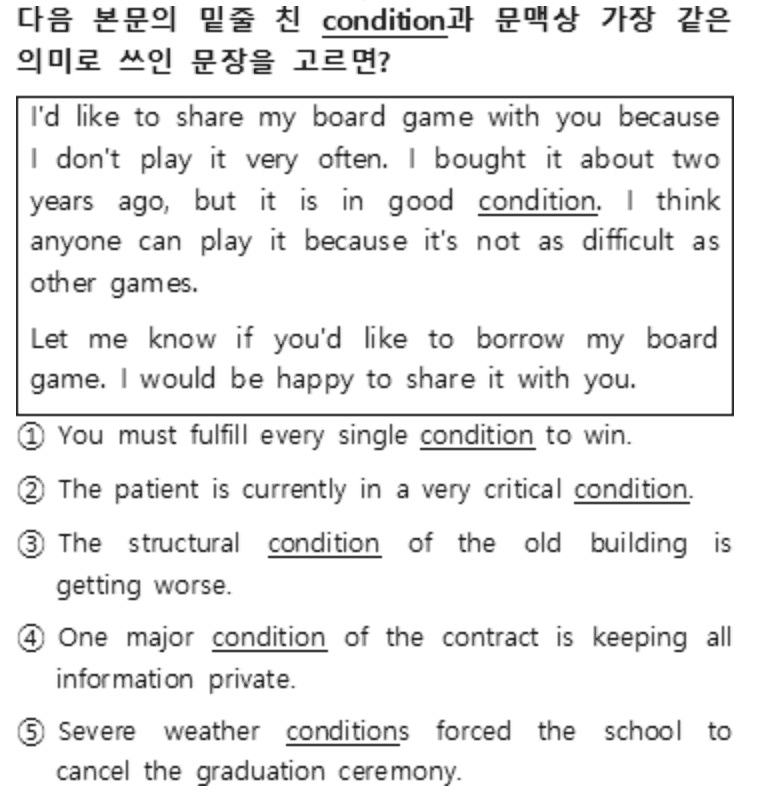 다음 본문의 밑줄 친 condition과 문맥상 가장 같은
의미로 쓰인 문장을 고르면?
I'd like to share my board game with you because
I don't play it very often. I bought it about two
years ago, but it is in good condition. I think
anyone can play it because it's not as difficult as
other games.
Let me know if you'd like to borrow my board
game. I would be happy to share it with you.
① You must fulfill every single condition to win.
② The patient is currently in a very critical condition.
③ The structural condition of the old building is
getting worse.
④ One major condition of the contract is keeping all
information private.
⑤ Severe weather conditions forced the school to
cancel the graduation ceremony.